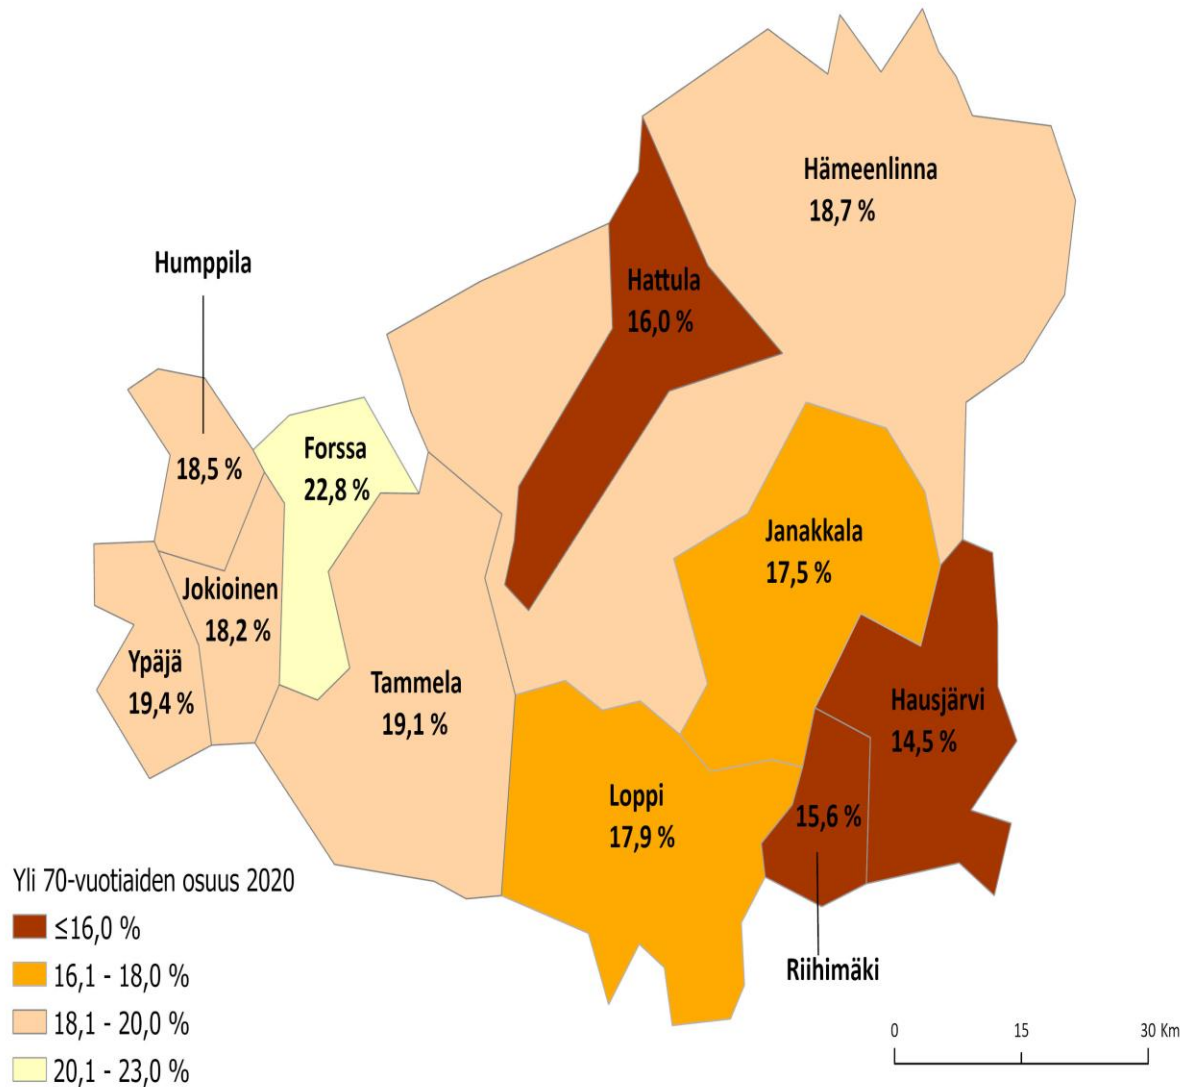 Hämeenlinna
18,7 %
Humppila
18,5 %
Hattula
16,0 %
Forssa
22,8 %
Janakkala
17,5 %
Jokioinen
18,2 %
Ypäjä
19,4 %
Tammela
19,1 %
Hausjärvi
14,5 %
Loppi
17,9 %
15,6 %
Riihimäki
Yli 70-vuotiaiden osuus 2020
≤16,0 %
16,1 - 18,0 %
18,1 - 20,0 %
20,1 - 23,0 %
0 15 30 Km